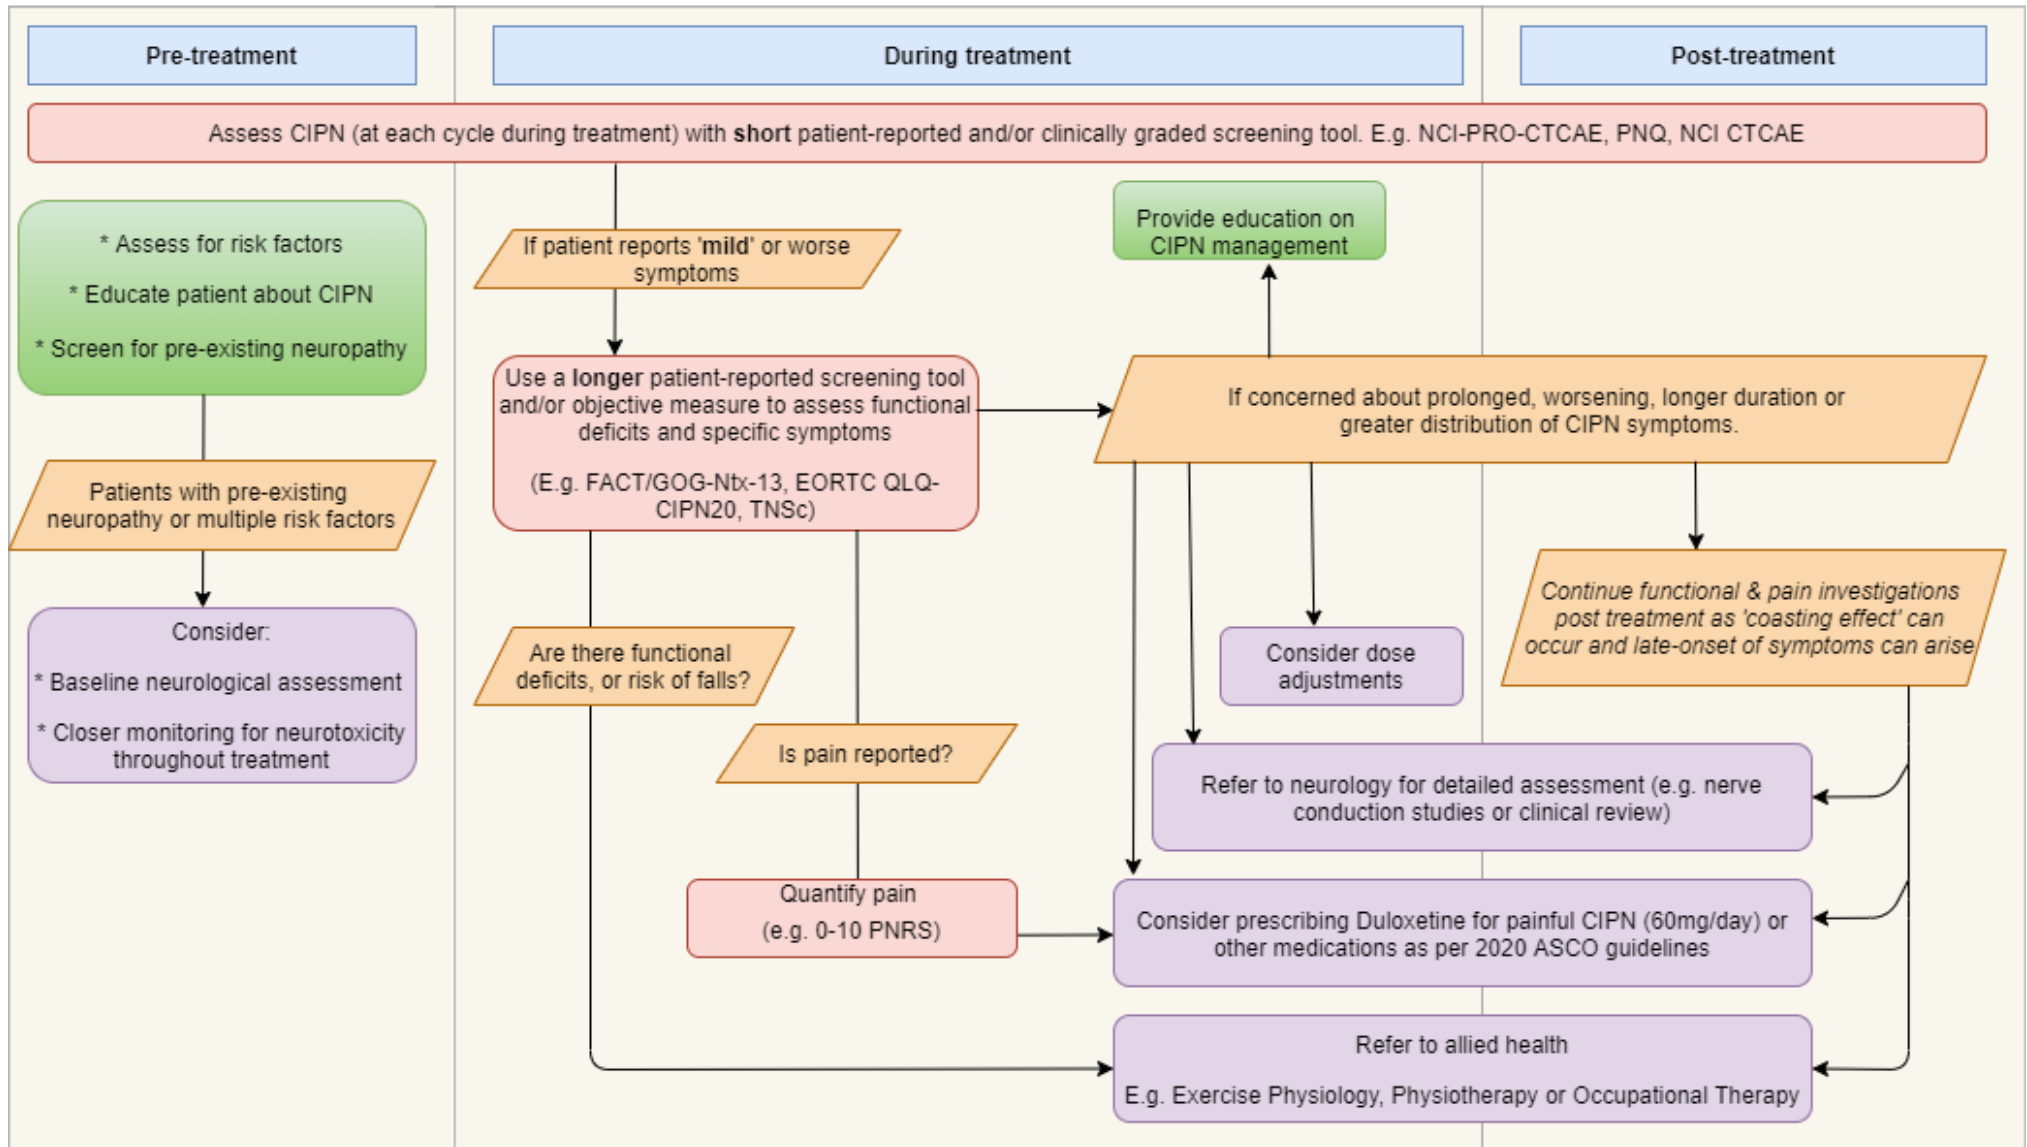 Pre-treatment
During treatment
Post-treatment
Assess CIPN (at each cycle during treatment) with short patient-reported and/or clinically graded screening tool. E.g. NCI-PRO-CTCAE, PNQ, NCI CTCAE
* Assess for risk factors
* Educate patient about CIPN
* Screen for pre-existing neuropathy
Patients with pre-existing
neuropathy or multiple risk factors
Consider:
* Baseline neurological assessment
* Closer monitoring for neurotoxicity
throughout treatment
If patient reports 'mild' or worse
symptoms
Use a longer patient-reported screening tool
and/or objective measure to assess functional
deficits and specific symptoms
(E.g. FACT/GOG-Ntx-13, EORTC QLQ-
CIPN20, TNSc)
Are there functional
deficits, or risk of falls?
Is pain reported?
Quantify pain
(e.g. 0-10 PNRS)
Provide education on
CIPN management
If concerned about prolonged, worsening, longer duration or
greater distribution of CIPN symptoms.
Consider dose
adjustments
Continue functional & pain investigations
post treatment as 'coasting effect' can
occur and late-onset of symptoms can arise
Refer to neurology for detailed assessment (e.g. nerve
conduction studies or clinical review)
Consider prescribing Duloxetine for painful CIPN (60mg/day) or
other medications as per 2020 ASCO guidelines
Refer to allied health
E.g. Exercise Physiology, Physiotherapy or Occupational Therapy